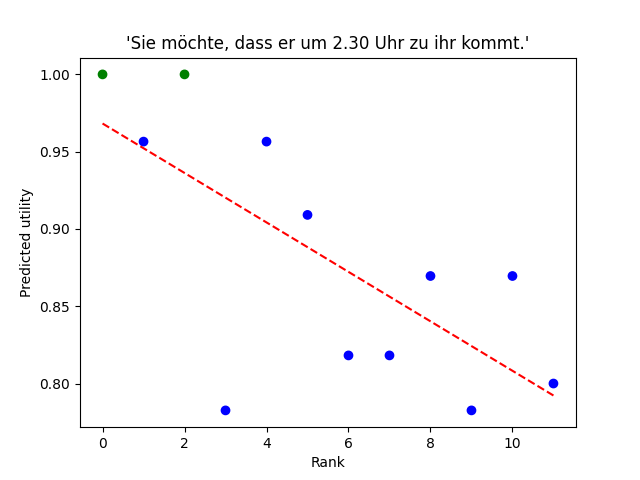 'Sie möchte, dass er um 2.30 Uhr zu ihr kommt.'
1.00
0.95
0.90
0.85
0.80
Predicted utility
0 2 4 6 8 10
Rank